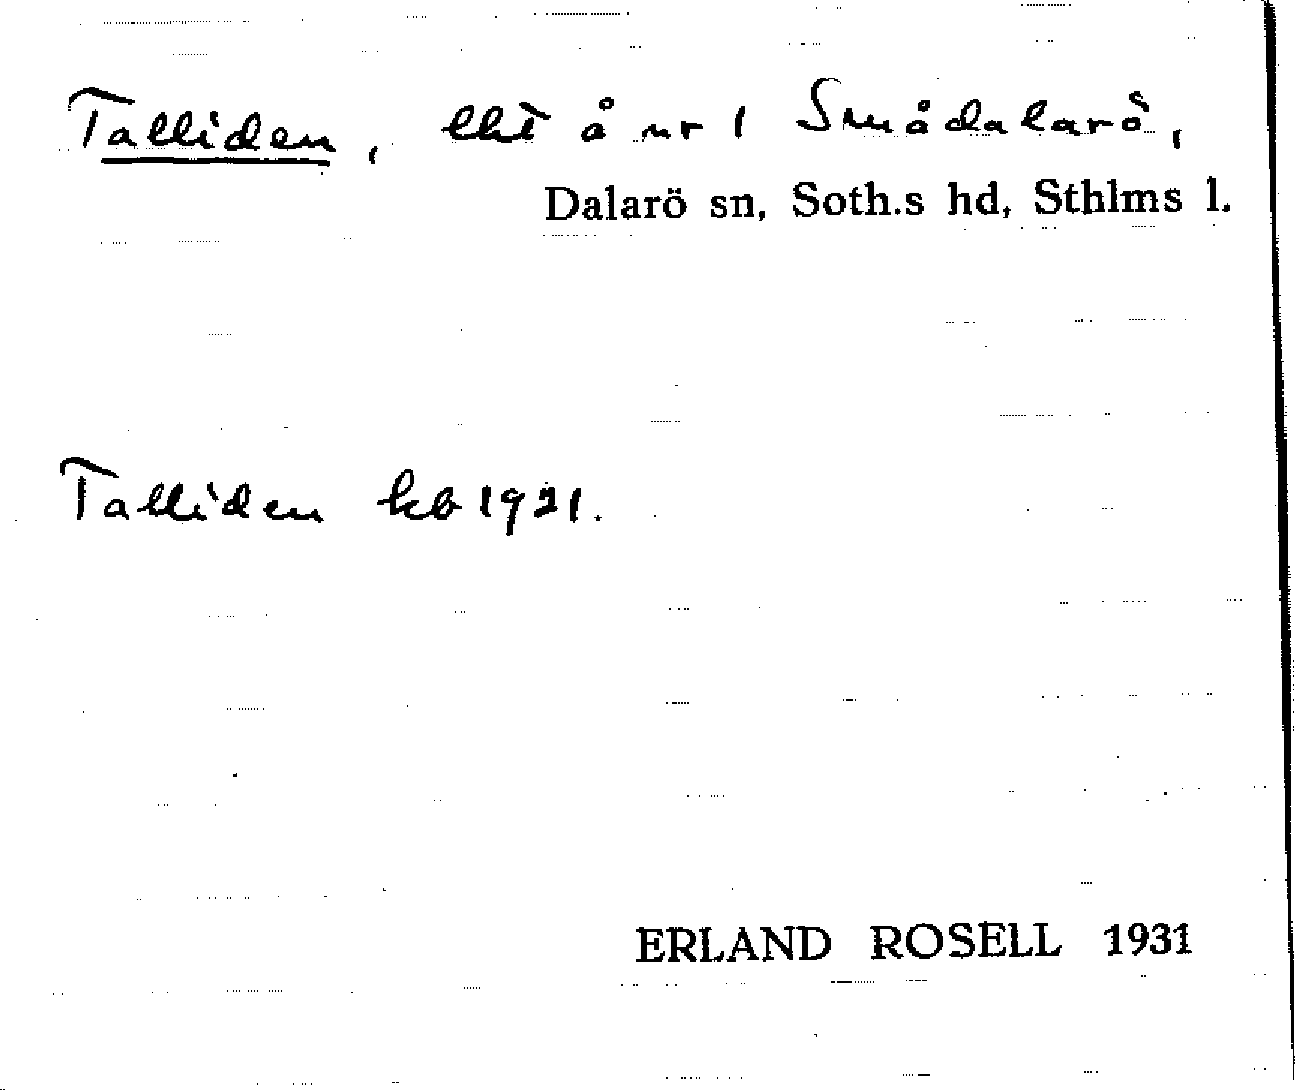 Talliden, lht å nr 1 Smådalarö,
Dalarö sn, Soth.s hd, Sthlms l.
Talliden kb 1921.
ERLAND ROSELL 1931